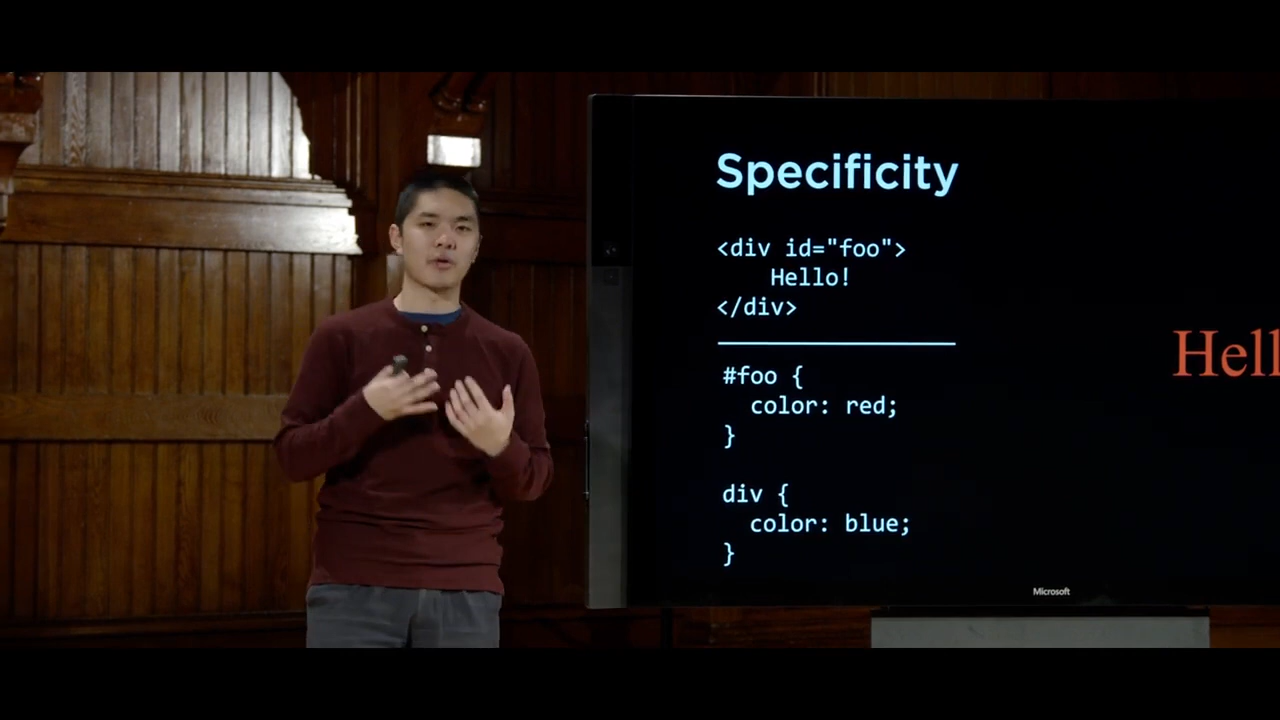 Specificity
<div id="foo">
    Hello!
</div>
#foo {
  color: red;
}
div {
  color: blue;
}
Hell
Microsoft